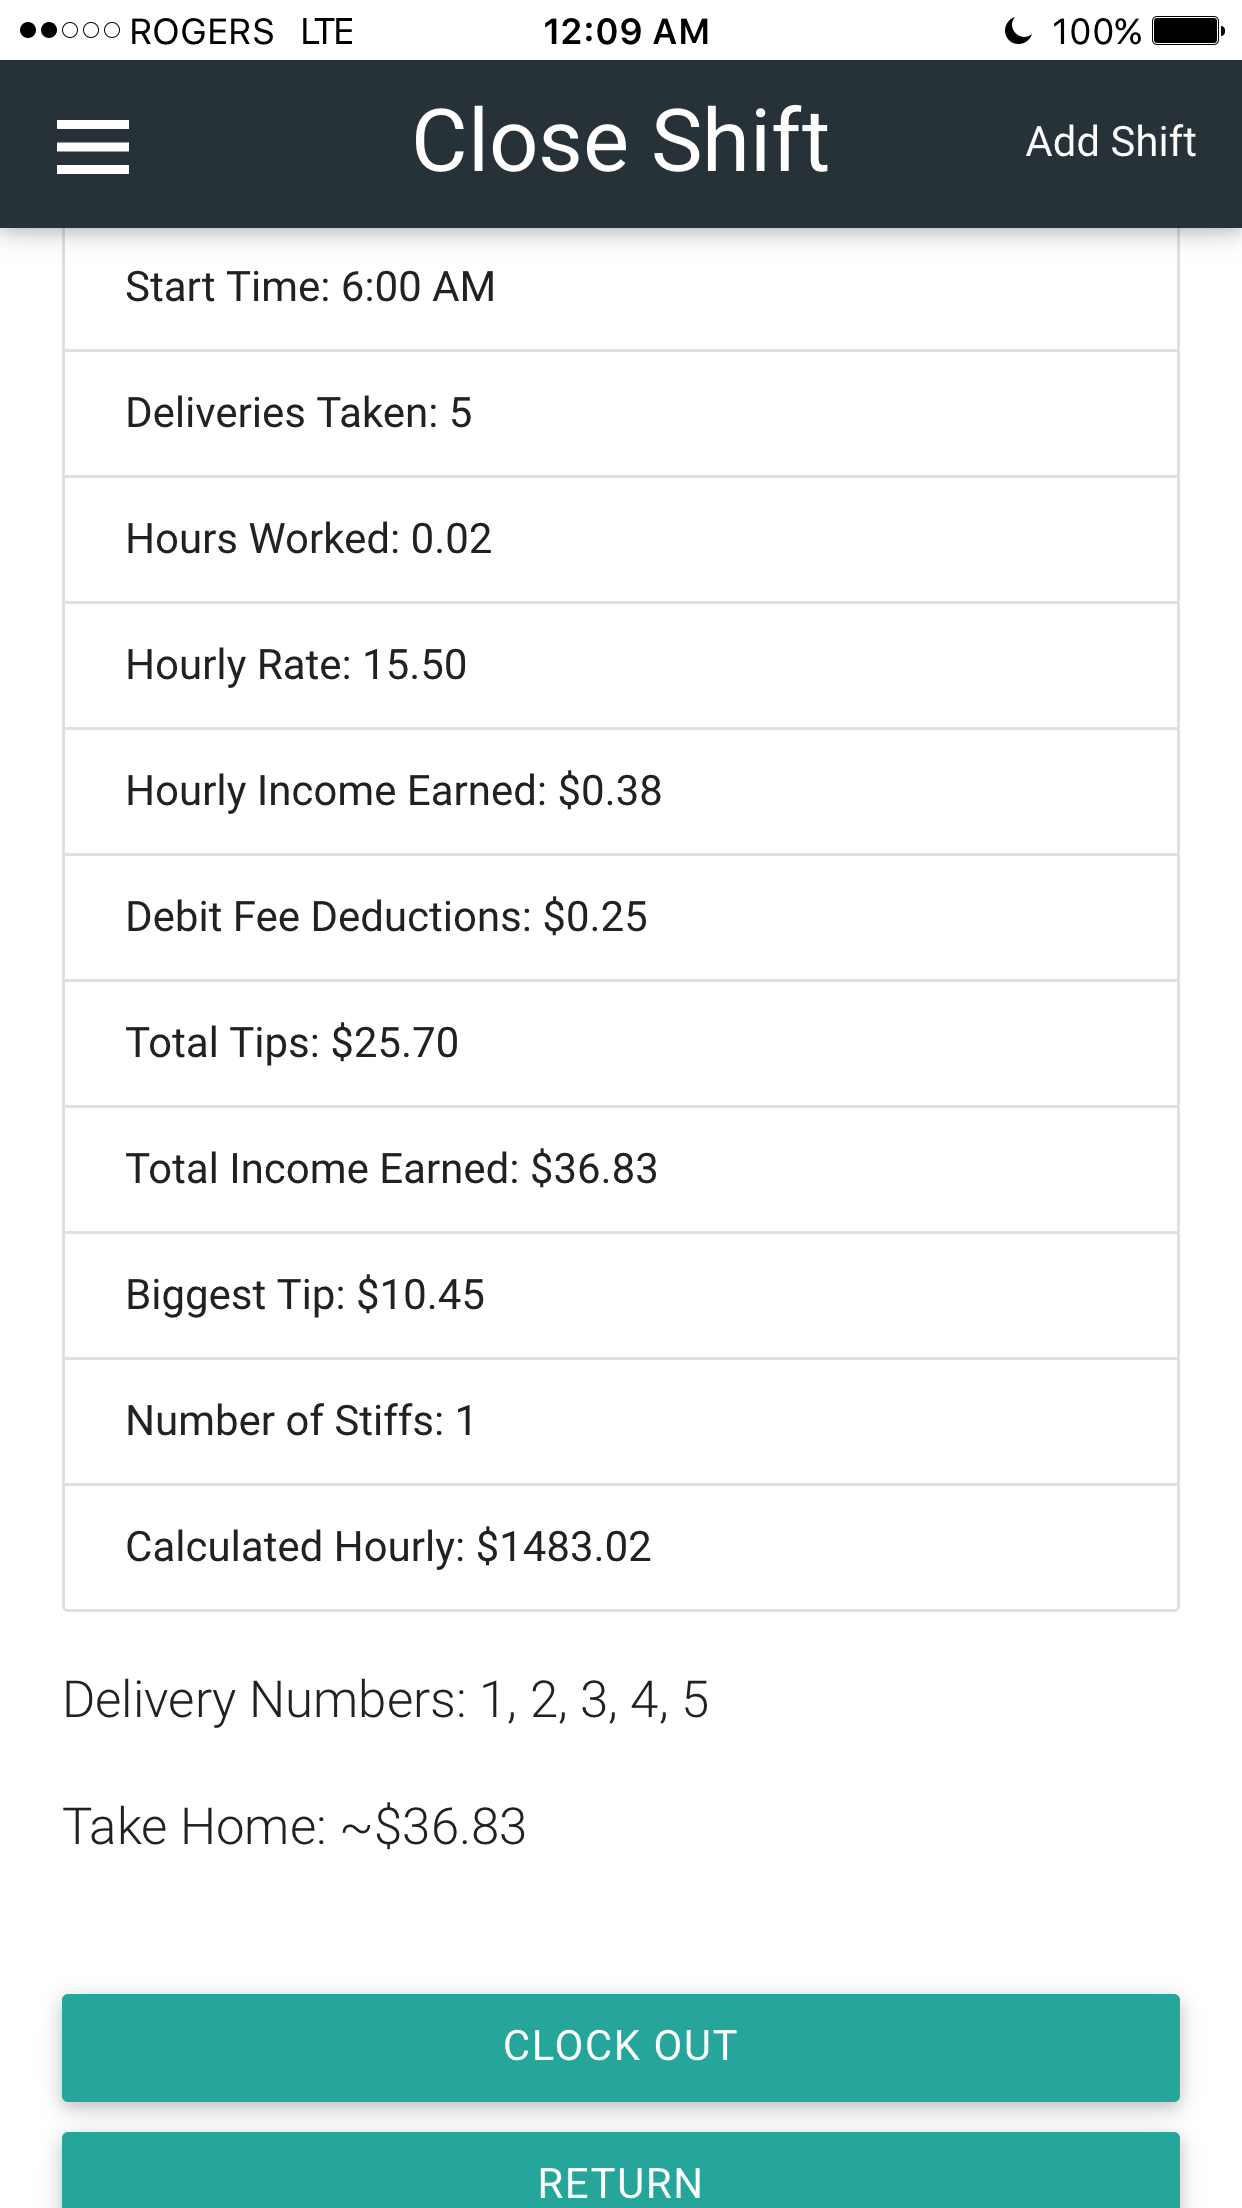 ROGERS LTE 12:09 AM 100%
Close Shift Add Shift
Start Time: 6:00 AM
Deliveries Taken: 5
Hours Worked: 0.02
Hourly Rate: 15.50
Hourly Income Earned: $0.38
Debit Fee Deductions: $0.25
Total Tips: $25.70
Total Income Earned: $36.83
Biggest Tip: $10.45
Number of Stiffs: 1
Calculated Hourly: $1483.02
Delivery Numbers: 1, 2, 3, 4, 5
Take Home: ~$36.83
CLOCK OUT
RETURN